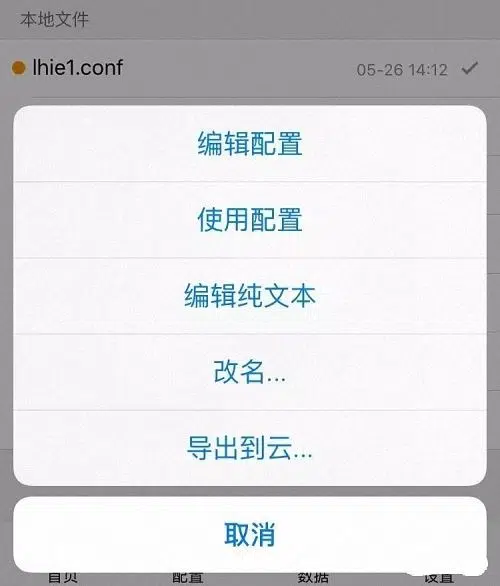 本地文件
lhie1.conf
05-26 14:12
编辑配置
使用配置
编辑纯文本
改名...
导出到云...
取消
首页 配置 数据 设置